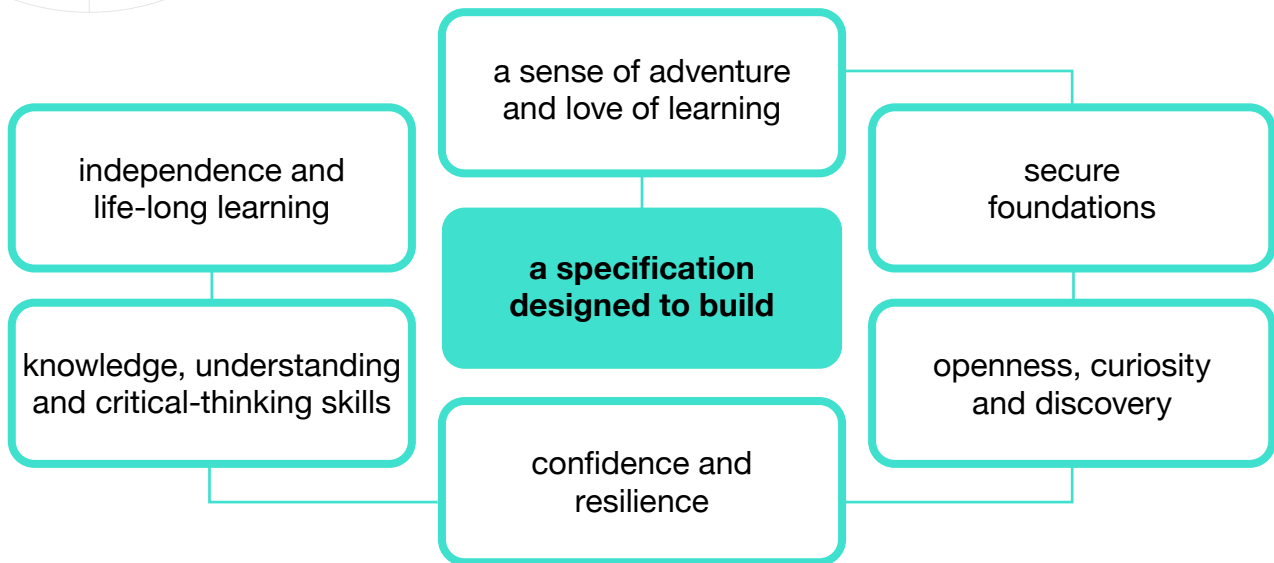 a sense of adventure
and love of learning
independence and
life-long learning
secure
foundations
a specification
designed to build
knowledge, understanding
and critical-thinking skills
openness, curiosity
and discovery
confidence and
resilience